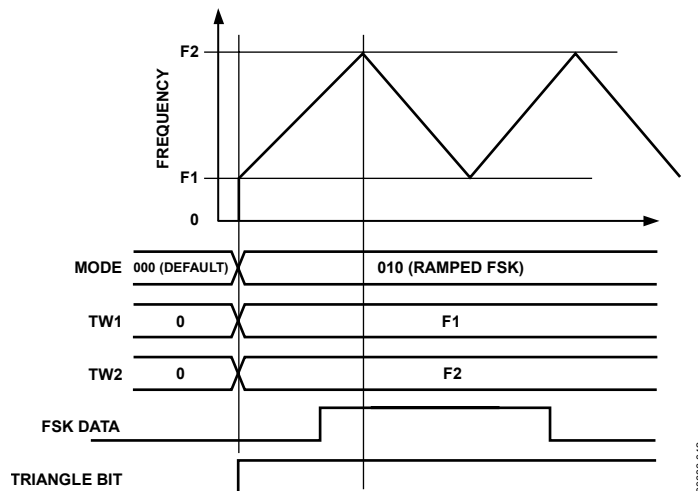 F2
FREQUENCY
F1
0
MODE 000 (DEFAULT) 010 (RAMPED FSK)
TW1 0 F1
TW2 0 F2
FSK DATA
TRIANGLE BIT